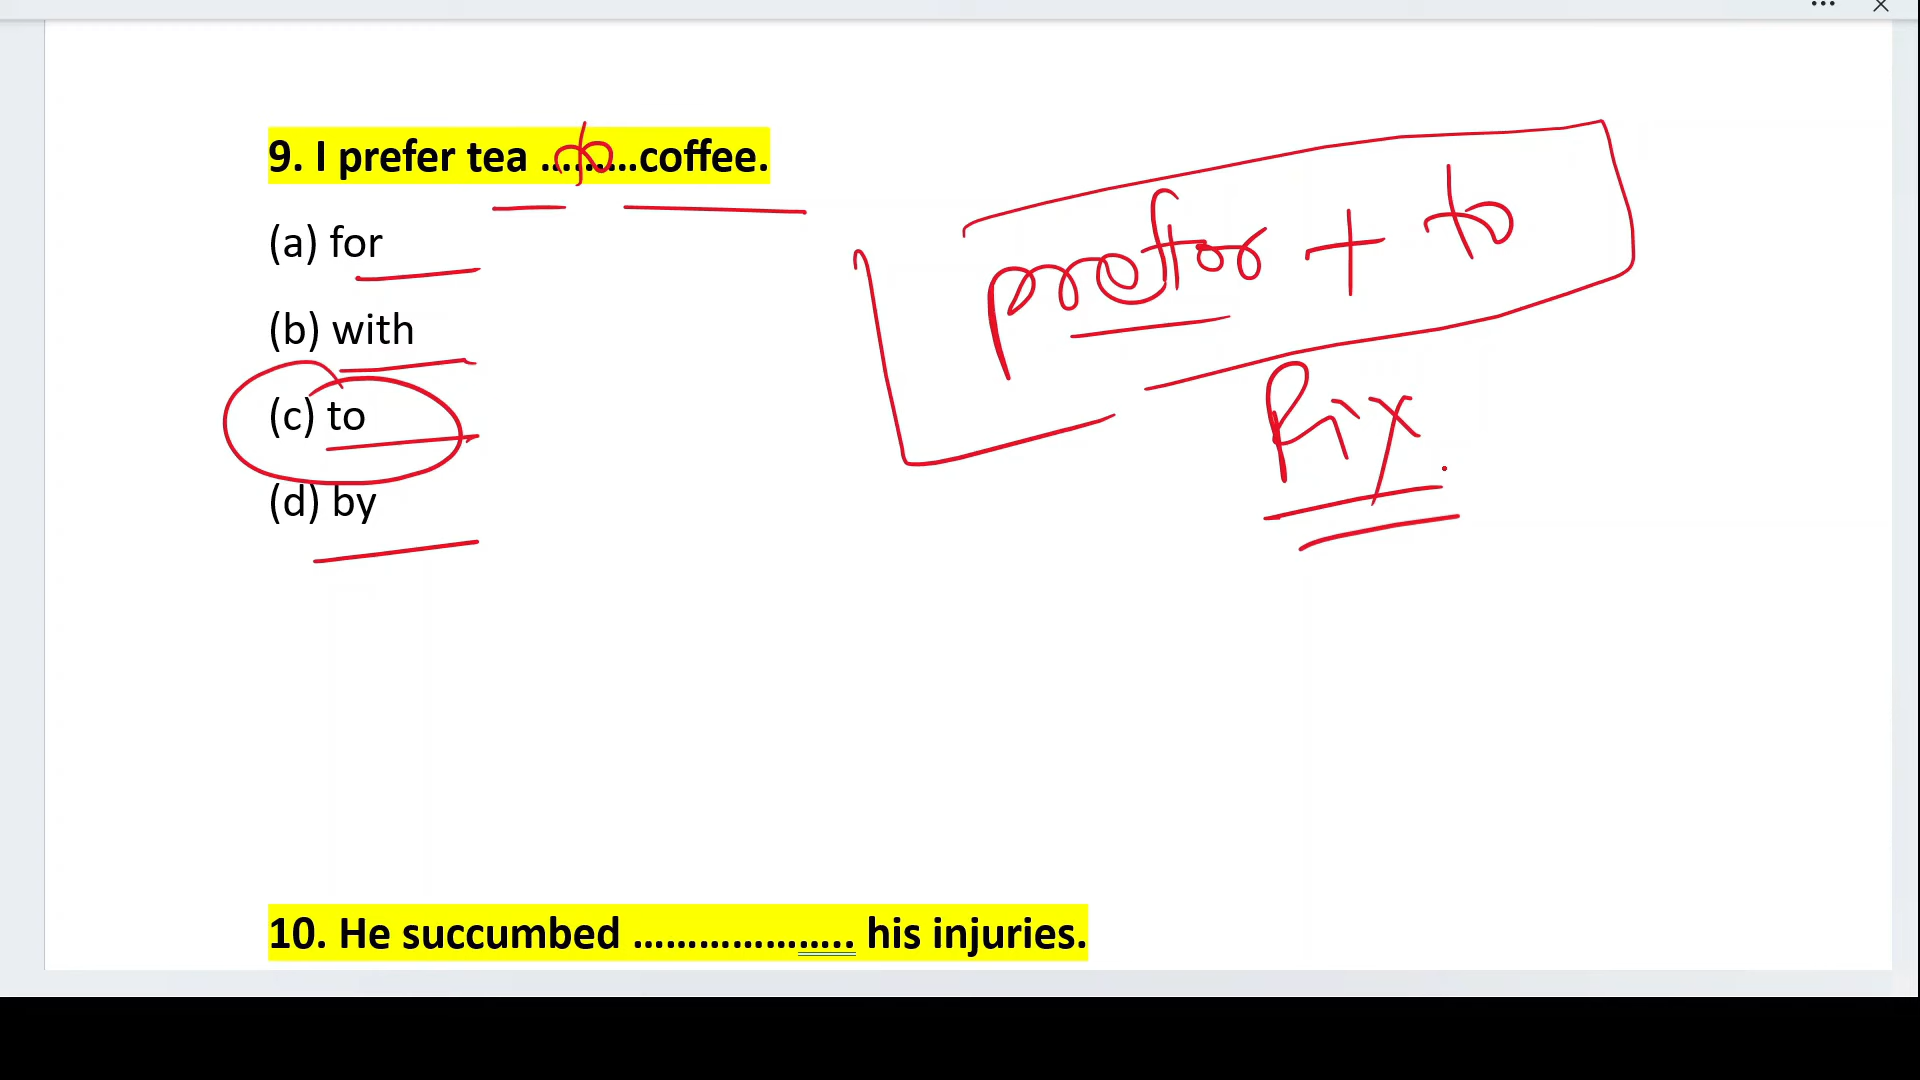 9. I prefer tea ...to......coffee.
(a) for
(b) with
(c) to
(d) by
prefer + to
Fix
10. He succumbed ...................... his injuries.